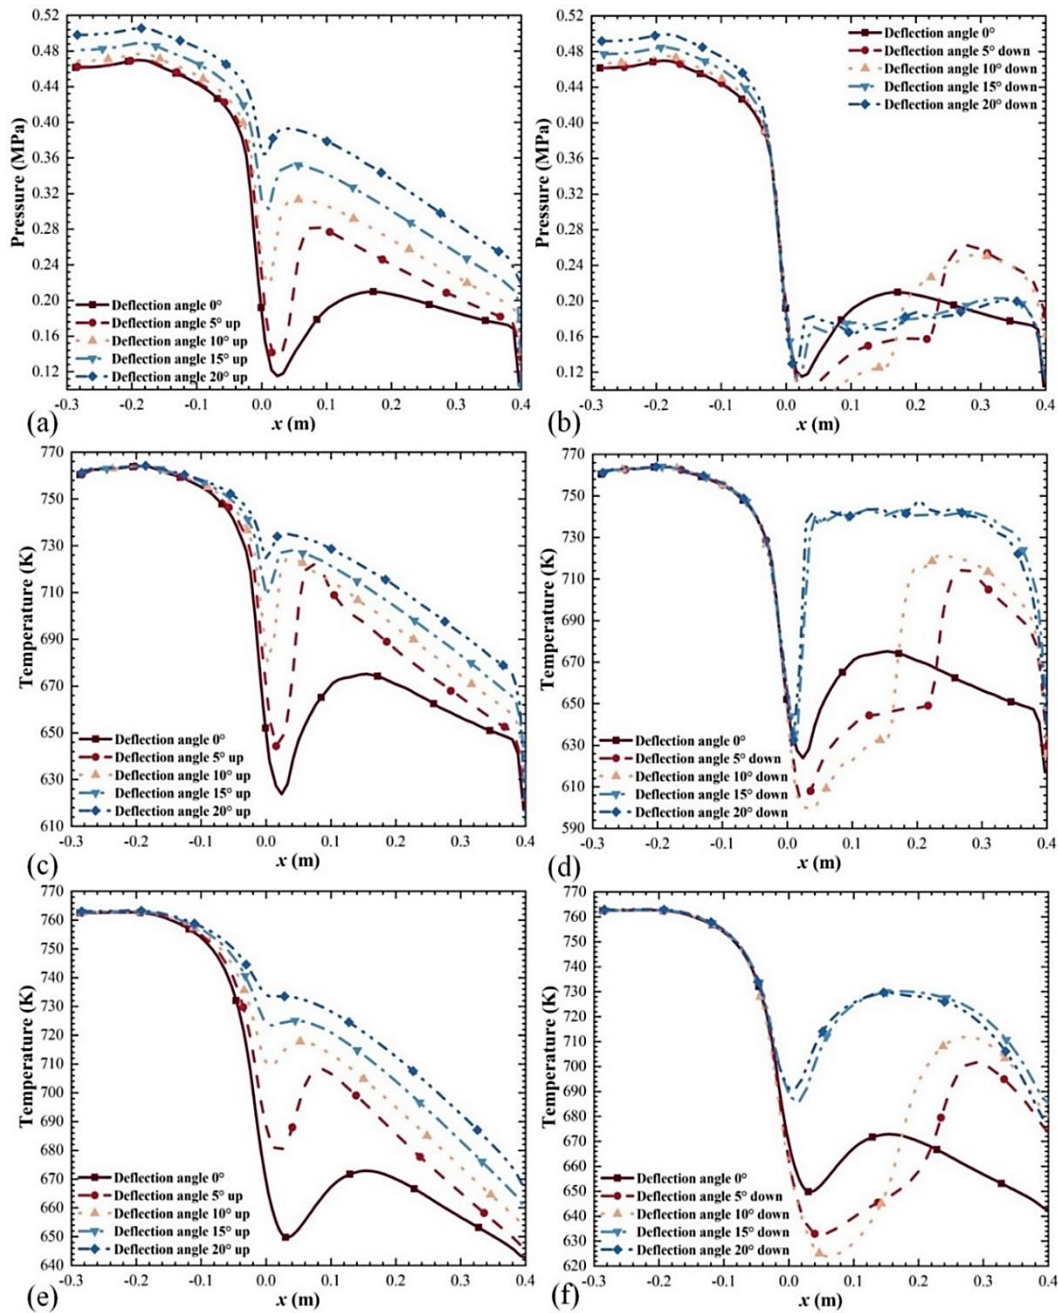 0.52
0.48
0.44
0.40
0.36
0.32
0.28
0.24
0.20
0.16
0.12
Pressure (MPa)
Deflection angle 0°
Deflection angle 5° up
Deflection angle 10° up
Deflection angle 15° up
Deflection angle 20° up
-0.3 -0.2 -0.1 0.0 0.1 0.2 0.3 0.4
x (m)
(a)
0.52
0.48
0.44
0.40
0.36
0.32
0.28
0.24
0.20
0.16
0.12
Pressure (MPa)
Deflection angle 0°
Deflection angle 5° down
Deflection angle 10° down
Deflection angle 15° down
Deflection angle 20° down
-0.3 -0.2 -0.1 0.0 0.1 0.2 0.3 0.4
x (m)
(b)
770
750
730
710
690
670
650
630
610
Temperature (K)
Deflection angle 0°
Deflection angle 5° up
Deflection angle 10° up
Deflection angle 15° up
Deflection angle 20° up
-0.3 -0.2 -0.1 0.0 0.1 0.2 0.3 0.4
x (m)
(c)
770
750
730
710
690
670
650
630
610
590
Temperature (K)
Deflection angle 0°
Deflection angle 5° down
Deflection angle 10° down
Deflection angle 15° down
Deflection angle 20° down
-0.3 -0.2 -0.1 0.0 0.1 0.2 0.3 0.4
x (m)
(d)
770
760
750
740
730
720
710
700
690
680
670
660
650
640
Temperature (K)
Deflection angle 0°
Deflection angle 5° up
Deflection angle 10° up
Deflection angle 15° up
Deflection angle 20° up
-0.3 -0.2 -0.1 0.0 0.1 0.2 0.3 0.4
x (m)
(e)
770
760
750
740
730
720
710
700
690
680
670
660
650
640
630
620
Temperature (K)
Deflection angle 0°
Deflection angle 5° down
Deflection angle 10° down
Deflection angle 15° down
Deflection angle 20° down
-0.3 -0.2 -0.1 0.0 0.1 0.2 0.3 0.4
x (m)
(f)